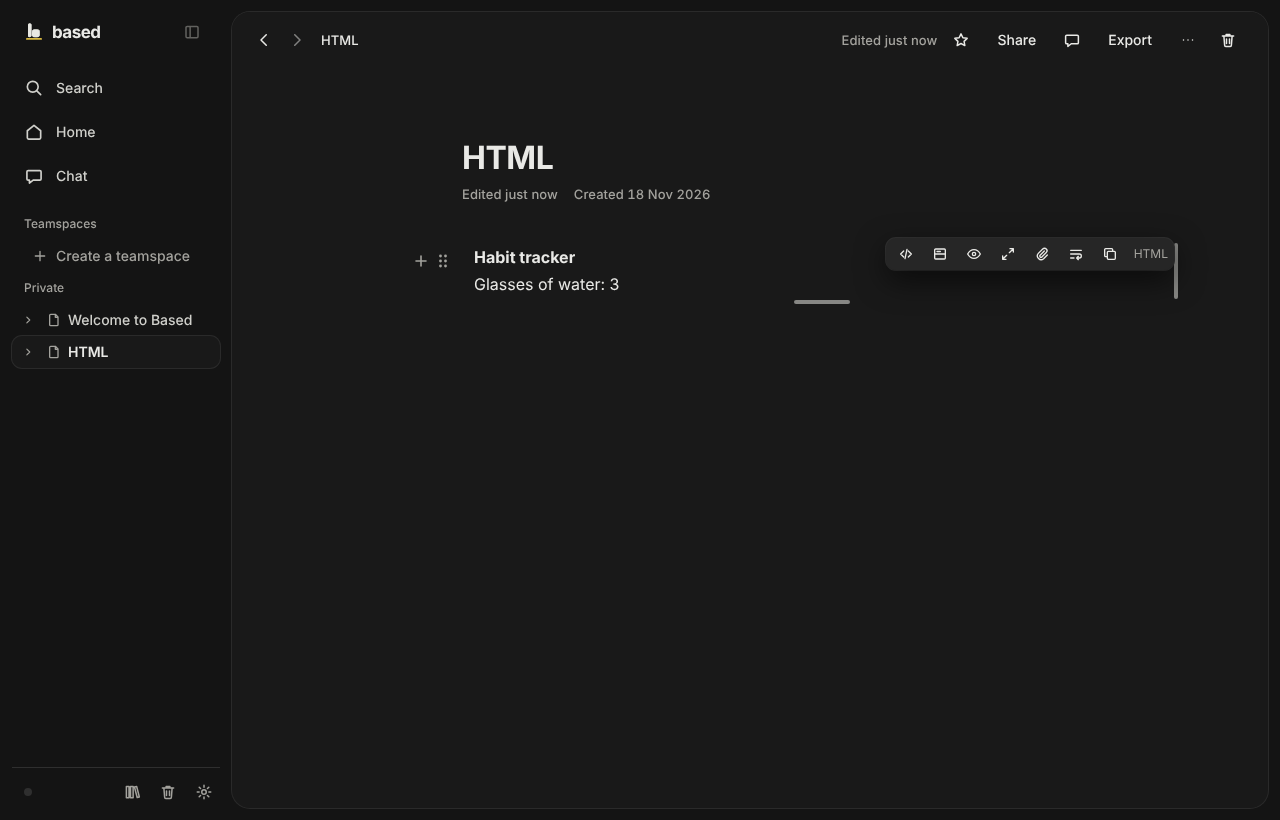 based
HTML
Edited just now
Share
Export
Search
Home
Chat
Teamspaces
Create a teamspace
Private
Welcome to Based
HTML
HTML
Edited just now Created 18 Nov 2026
Habit tracker
HTML
Glasses of water: 3